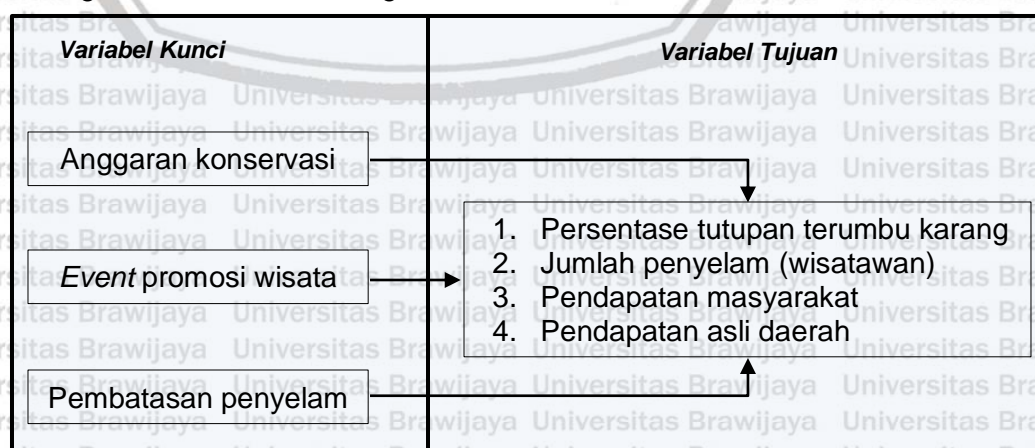 Variabel Kunci
Variabel Tujuan
Anggaran konservasi
Event promosi wisata
Pembatasan penyelam
1. Persentase tutupan terumbu karang
2. Jumlah penyelam (wisatawan)
3. Pendapatan masyarakat
4. Pendapatan asli daerah